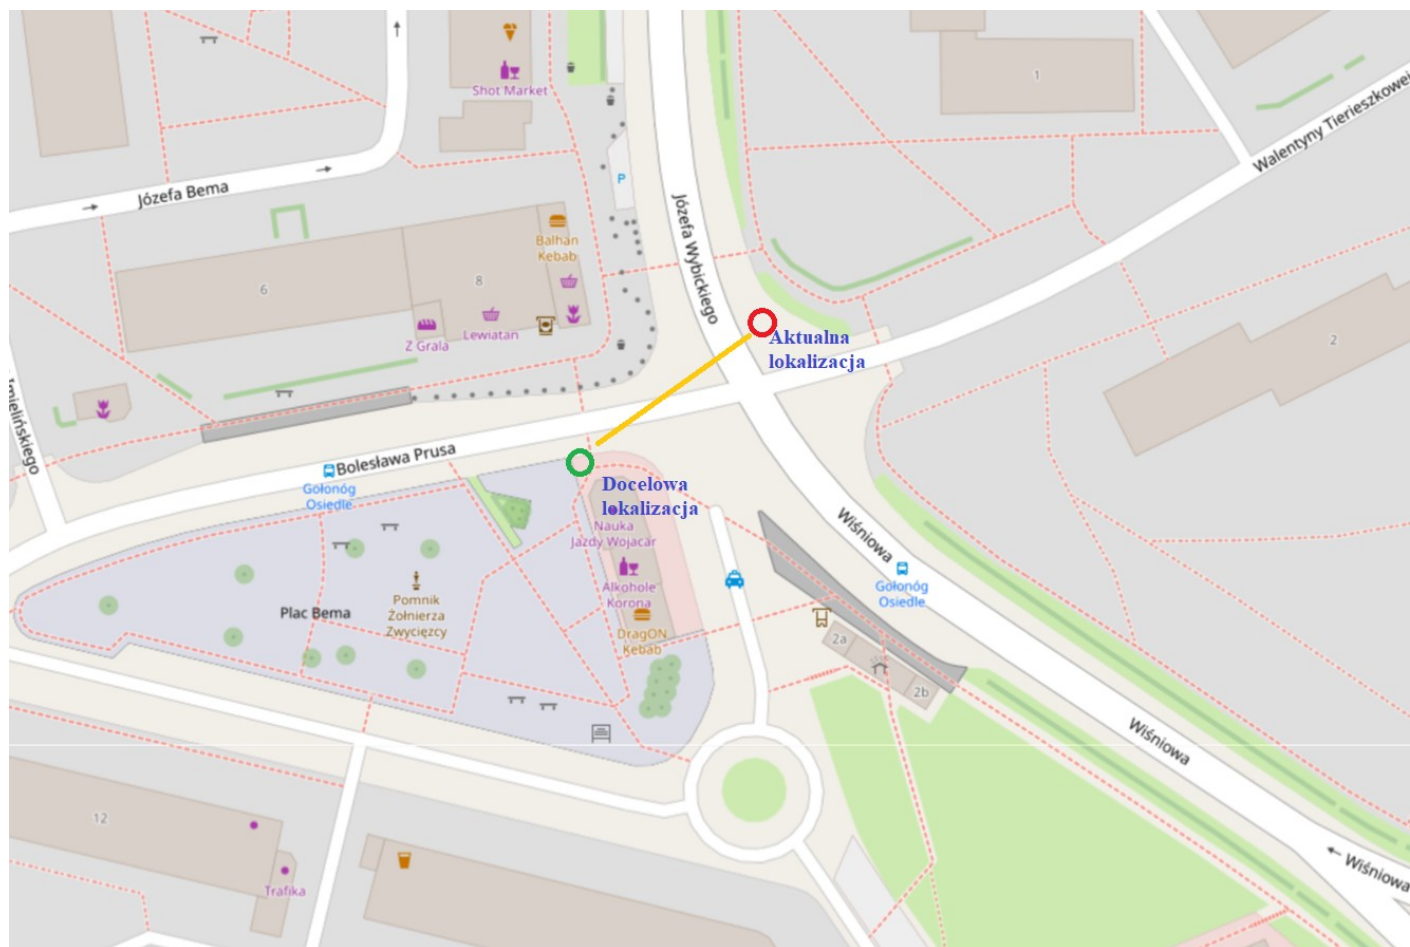 Shot Market
1
Walentyny Tierieszkowej
P
Józefa Bema
Józefa Wybickiego
Balhan
Kebab
6
8
Z Grala
Lewiatan
Aktualna
lokalizacja
2
Bolesława Prusa
Gołonóg
Osiedle
Docelowa
lokalizacja
Nauka
Jazdy Wojacar
Wiśniowa
Gołonóg
Osiedle
Alkohole
Korona
Pomnik
Żołnierza
Zwycięzcy
Plac Bema
DragON
Kebab
2a
2b
Wiśniowa
12
Trafika
Wiśniowa